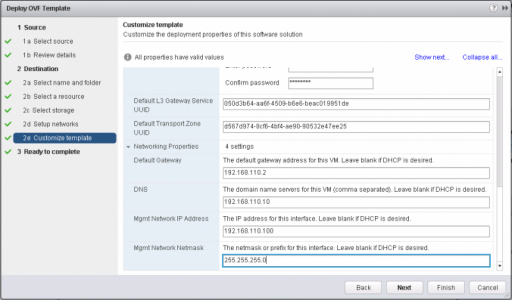 Deploy OVF Template
1 Source
1a Select source
1b Review details
2 Destination
2a Select name and folder
2b Select a resource
2c Select storage
2d Setup networks
2e Customize template
3 Ready to complete
Customize template
Customize the deployment properties of this software solution
All properties have valid values
Show next...
Collapse all...
Confirm password
********
Default L3 Gateway Service
UUID
050d3b64-aa6f-4509-b6e6-beac019951de
Default Transport Zone
UUID
d567d974-8cf6-4bf4-ae90-90532e47ee25
Networking Properties
4 settings
Default Gateway
The default gateway address for this VM. Leave blank if DHCP is desired.
192.168.110.2
DNS
The domain name servers for this VM (comma separated). Leave blank if DHCP is desired.
192.168.110.10
Mgmt Network IP Address
The IP address for this interface. Leave blank if DHCP is desired.
192.168.110.100
Mgmt Network Netmask
The netmask or prefix for this interface. Leave blank if DHCP is desired.
255.255.255.0
Back
Next
Finish
Cancel